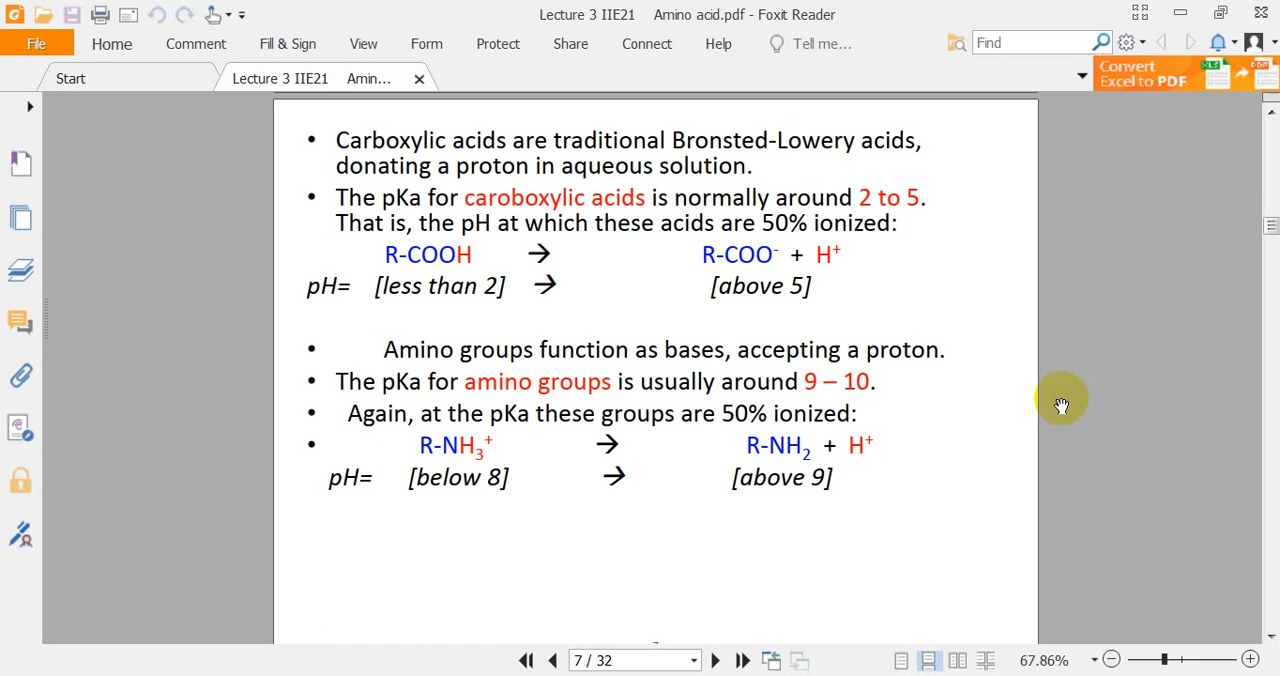 Lecture 3 IIE21    Amino acid.pdf - Foxit Reader
File Home Comment Fill & Sign View Form Protect Share Connect Help Tell me... Find
Start Lecture 3 IIE21    Amin... Convert
Excel to PDF
• Carboxylic acids are traditional Bronsted-Lowery acids,
donating a proton in aqueous solution.
• The pKa for caroboxylic acids is normally around 2 to 5.
That is, the pH at which these acids are 50% ionized:
R-COOH → R-COO⁻ + H⁺
pH= [less than 2] → [above 5]
• Amino groups function as bases, accepting a proton.
• The pKa for amino groups is usually around 9 – 10.
• Again, at the pKa these groups are 50% ionized:
• R-NH₃⁺ → R-NH₂ + H⁺
pH= [below 8] → [above 9]
7 / 32 67.86%